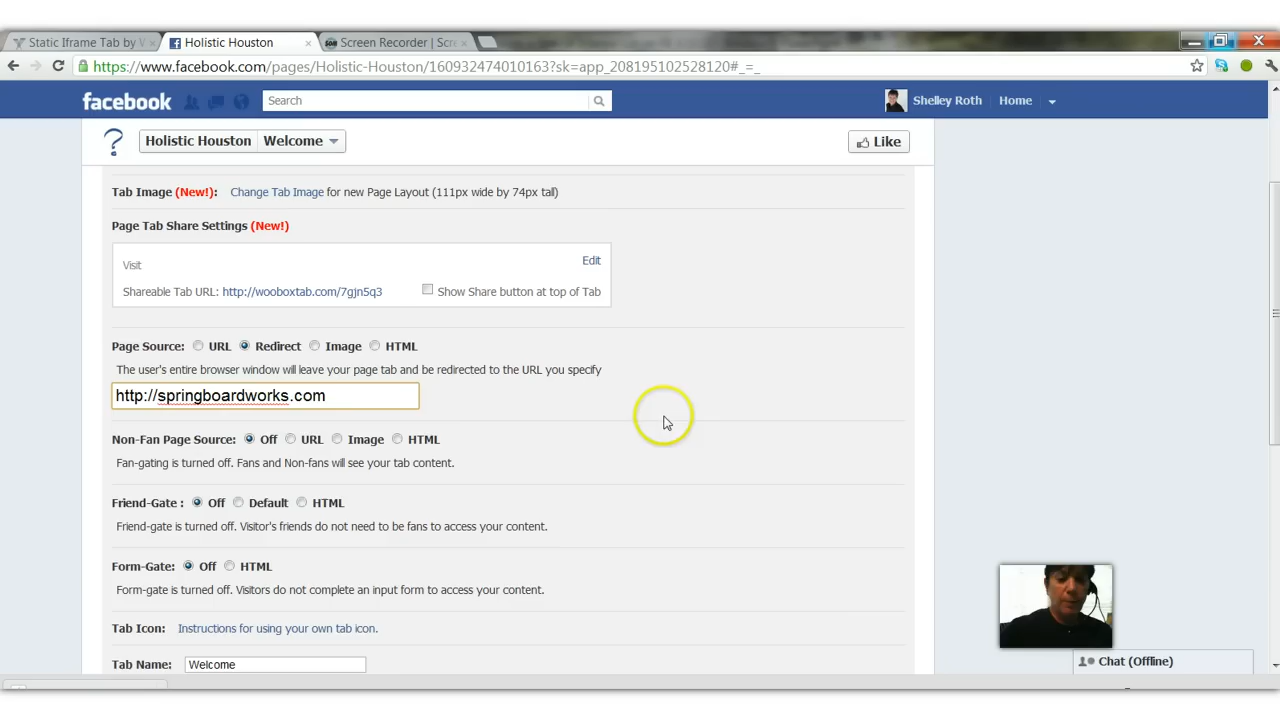 Static Iframe Tab by W
Holistic Houston
Screen Recorder | Scre
https://www.facebook.com/pages/Holistic-Houston/160932474010163?sk=app_208195102528120#_=_
facebook
Search
Shelley Roth
Home
Holistic Houston
Welcome
Like
Tab Image (New!): Change Tab Image for new Page Layout (111px wide by 74px tall)
Page Tab Share Settings (New!)
Visit
Edit
Shareable Tab URL: http://wooboxtab.com/7gjn5q3
Show Share button at top of Tab
Page Source: URL Redirect Image HTML
The user's entire browser window will leave your page tab and be redirected to the URL you specify
http://springboardworks.com
Non-Fan Page Source: Off URL Image HTML
Fan-gating is turned off. Fans and Non-fans will see your tab content.
Friend-Gate : Off Default HTML
Friend-gate is turned off. Visitor's friends do not need to be fans to access your content.
Form-Gate: Off HTML
Form-gate is turned off. Visitors do not complete an input form to access your content.
Tab Icon: Instructions for using your own tab icon.
Tab Name: Welcome
Chat (Offline)